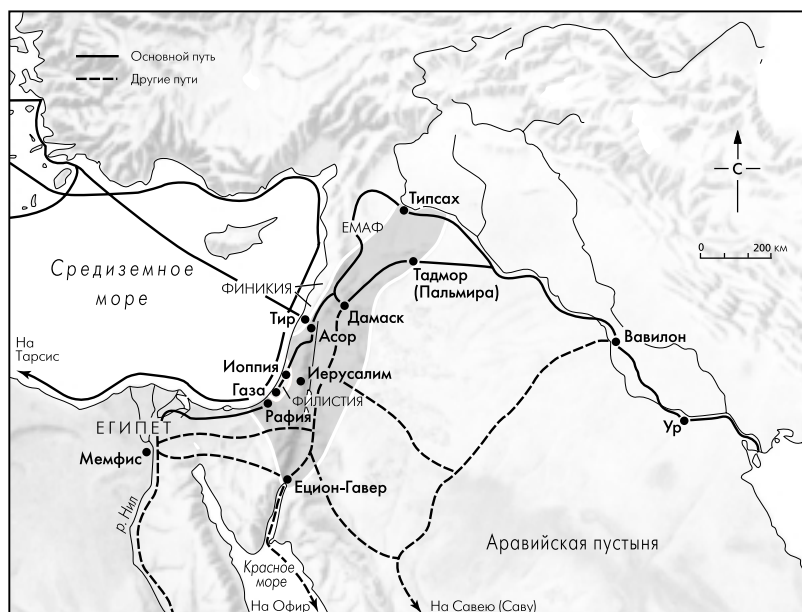 Основной путь
Другие пути
С
0 200 км
Типсах
ЕМАФ
Средиземное
море
Тадмор
(Пальмира)
ФИНИКИЯ
Тир
Дамаск
Асор
Вавилон
На
Тарсис
Иоппия
Иерусалим
Газа
ФИЛИСТИЯ
Рафия
ЕГИПЕТ
Ур
Мемфис
Ецион-Гавер
р. Нил
Аравийская пустыня
Красное
море
На Офир
На Савею (Саву)